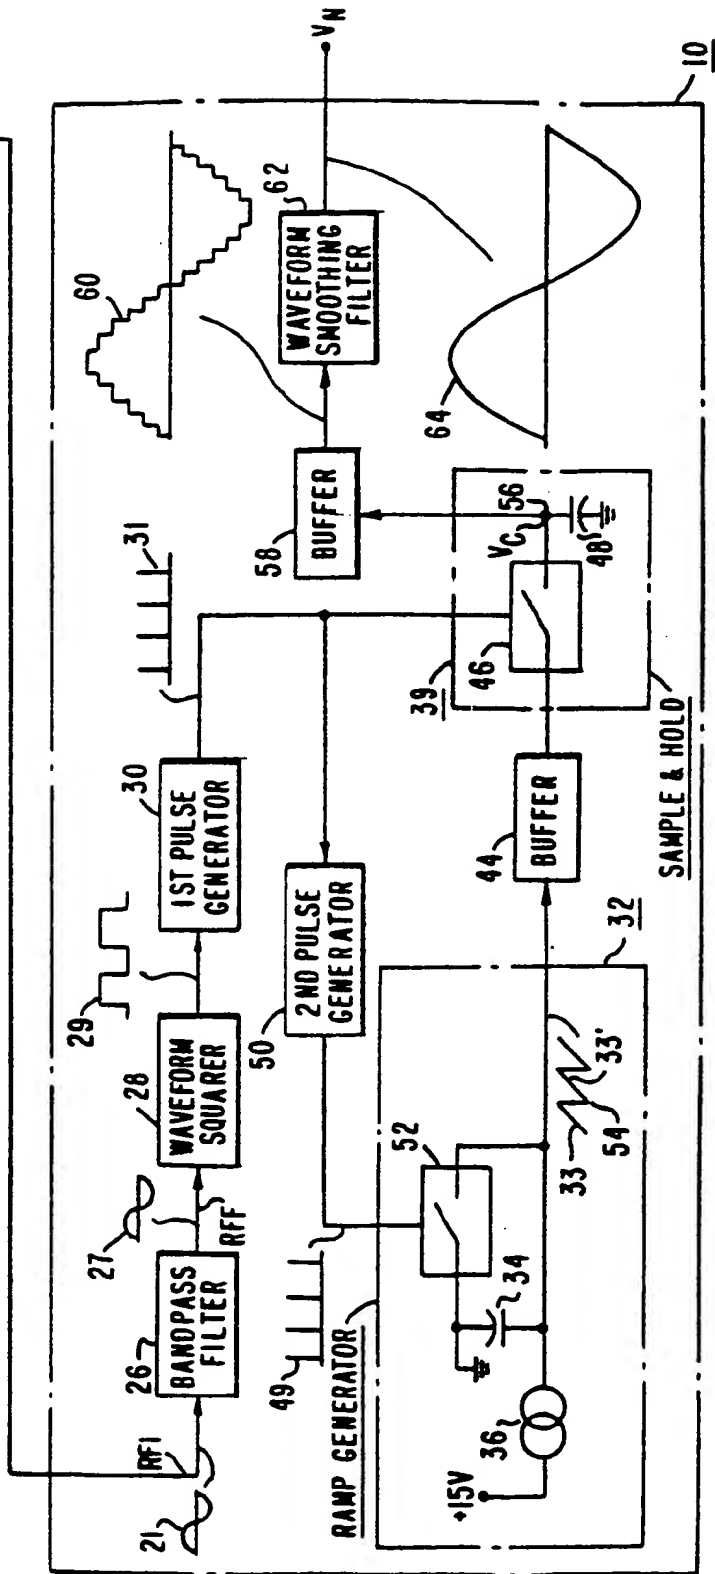 21
RFI
26
BANDPASS
FILTER
27
RFF
28
WAVEFORM
SQUARER
29
30
1ST PULSE
GENERATOR
31
60
49
50
2ND PULSE
GENERATOR
58
BUFFER
62
WAVEFORM
SMOOTHING
FILTER
VN
RAMP GENERATOR
+15V
36
34
52
33
54
33'
32
44
BUFFER
39
46
VC
56
48
SAMPLE & HOLD
64
10